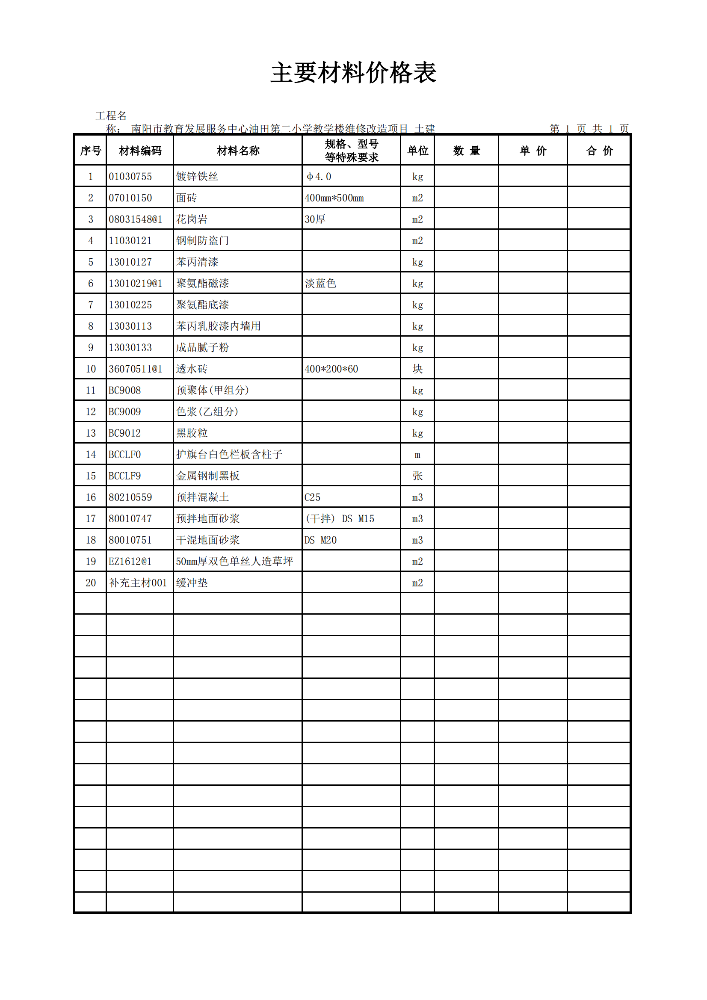 主要材料价格表
工程名
称： 南阳市教育发展服务中心油田第二小学教学楼维修改造项目-土建 第 1 页 共 1 页
序号 材料编码 材料名称 规格、型号 等特殊要求 单位 数 量 单 价 合 价
1 01030755 镀锌铁丝 φ4.0 kg
2 07010150 面砖 400mm*500mm m2
3 08031548@1 花岗岩 30厚 m2
4 11030121 钢制防盗门 m2
5 13010127 苯丙清漆 kg
6 13010219@1 聚氨酯磁漆 淡蓝色 kg
7 13010225 聚氨酯底漆 kg
8 13030113 苯丙乳胶漆内墙用 kg
9 13030133 成品腻子粉 kg
10 36070511@1 透水砖 400*200*60 块
11 BC9008 预聚体(甲组分) kg
12 BC9009 色浆(乙组分) kg
13 BC9012 黑胶粒 kg
14 BCCLF0 护旗台白色栏板含柱子 m
15 BCCLF9 金属钢制黑板 张
16 80210559 预拌混凝土 C25 m3
17 80010747 预拌地面砂浆 (干拌) DS M15 m3
18 80010751 干混地面砂浆 DS M20 m3
19 EZ1612@1 50mm厚双色单丝人造草坪 m2
20 补充主材001 缓冲垫 m2